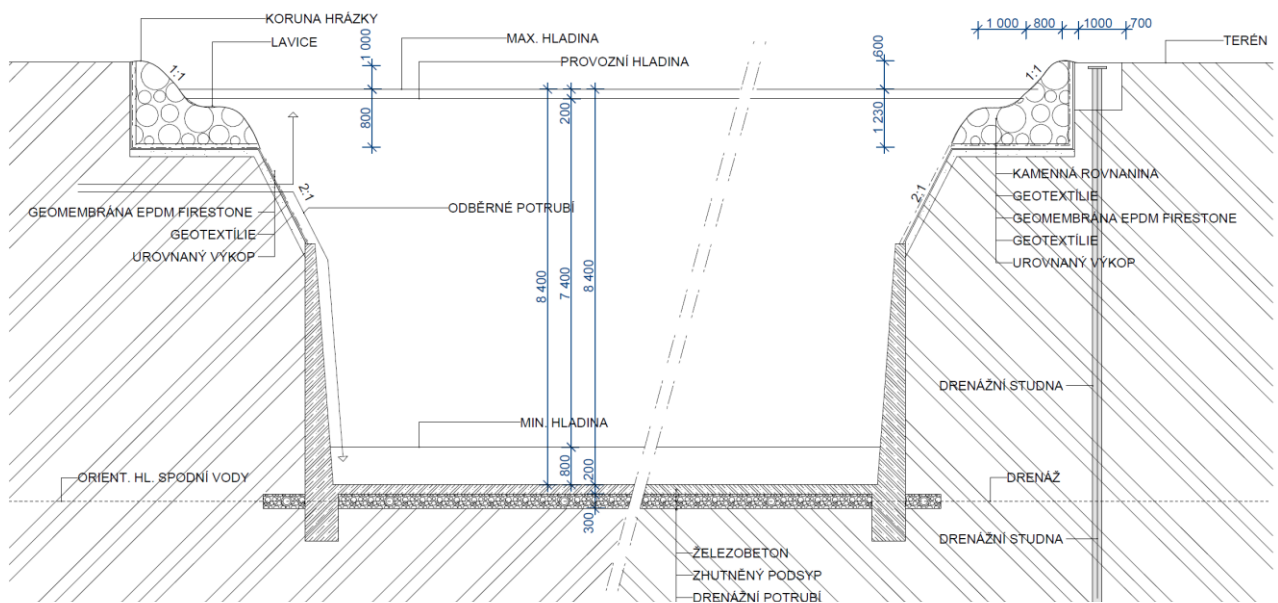 KORUNA HRÁZKY
LAVICE
MAX. HLADINA
PROVOZNÍ HLADINA
1 000
800
1000
700
TERÉN
1:1
1 000
800
200
600
1 230
1:1
2:1
2:1
GEOMEMBRÁNA EPDM FIRESTONE
GEOTEXTÍLIE
UROVNANÝ VÝKOP
ODBĚRNÉ POTRUBÍ
KAMENNÁ ROVNANINA
GEOTEXTÍLIE
GEOMEMBRÁNA EPDM FIRESTONE
GEOTEXTÍLIE
UROVNANÝ VÝKOP
8 400
7 400
8 400
DRENÁŽNÍ STUDNA
MIN. HLADINA
800
200
300
ORIENT. HL. SPODNÍ VODY
DRENÁŽ
DRENÁŽNÍ STUDNA
ŽELEZOBETON
ZHUTNĚNÝ PODSYP
DRENÁŽNÍ POTRUBÍ